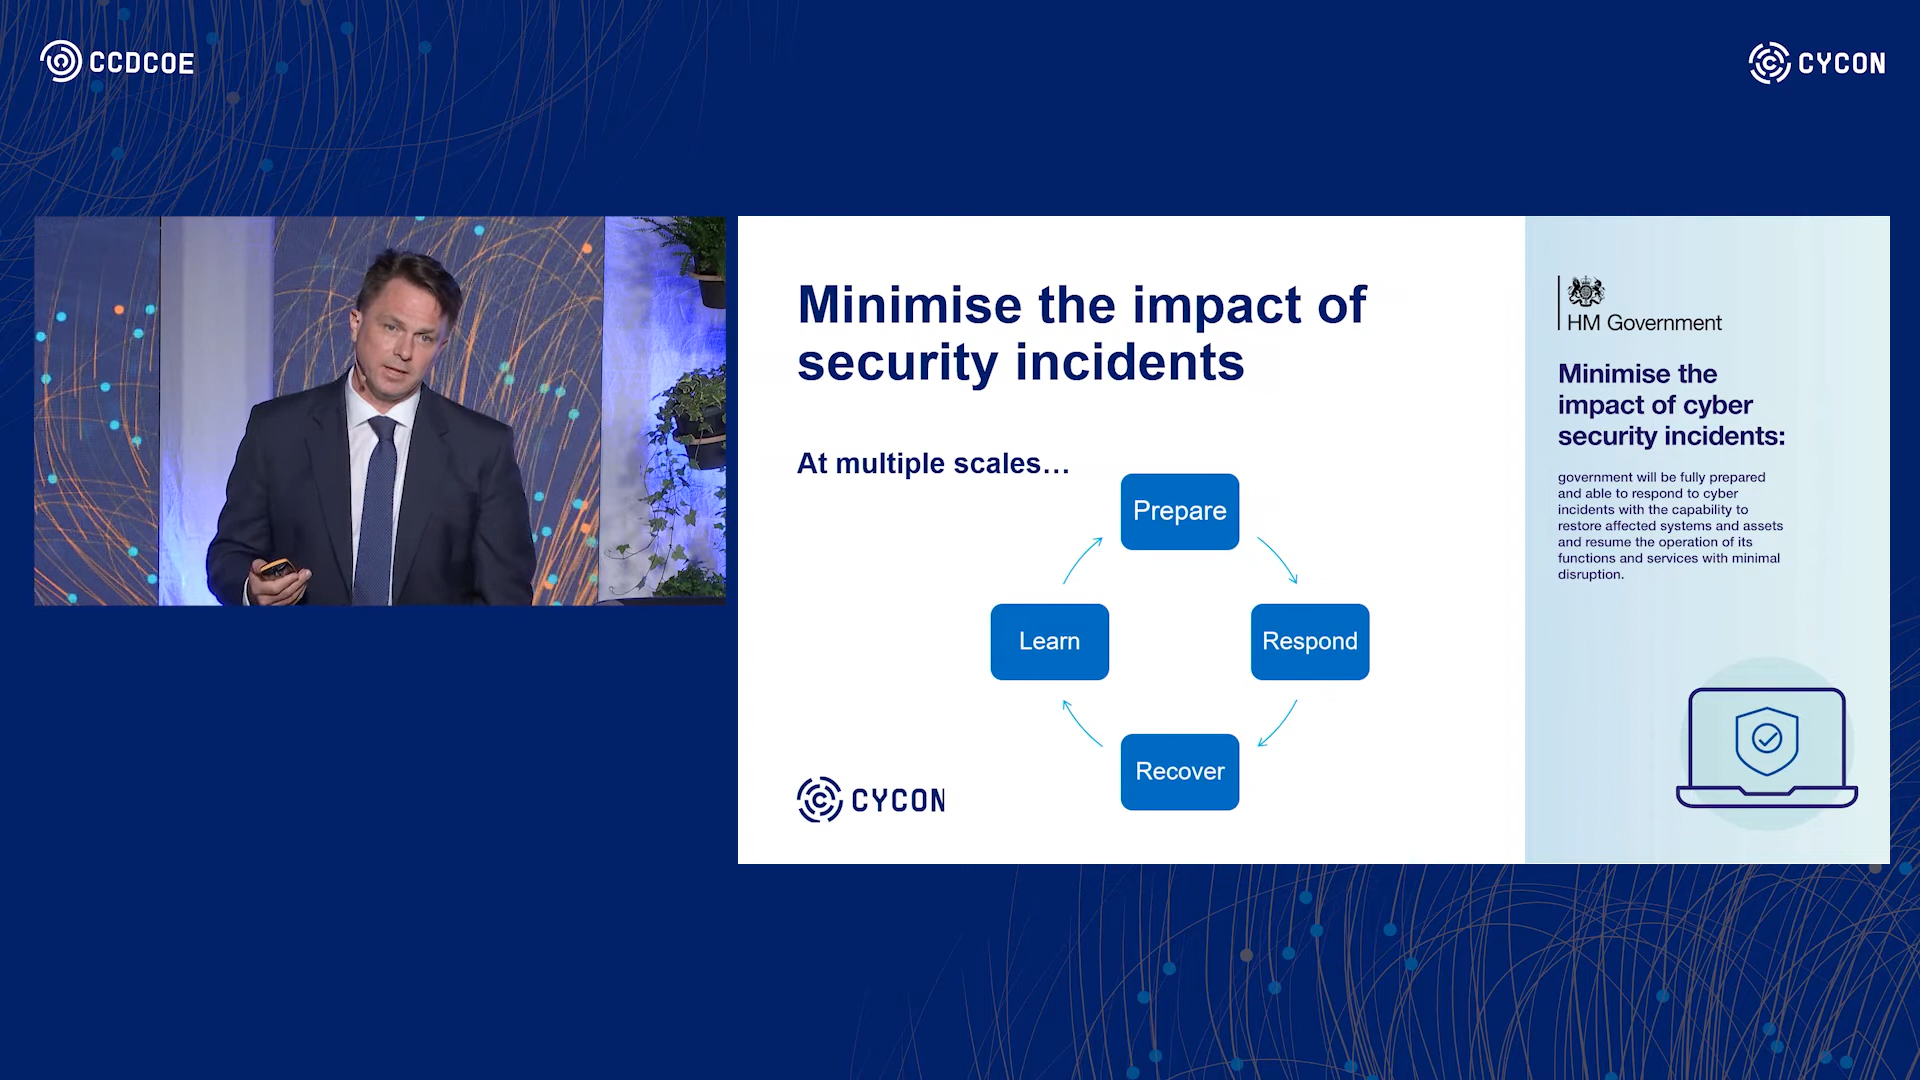 CCDCOE
CYCON
Minimise the impact of
security incidents
At multiple scales…
Prepare
Learn
Respond
Recover
CYCON
HM Government
Minimise the
impact of cyber
security incidents:
government will be fully prepared
and able to respond to cyber
incidents with the capability to
restore affected systems and assets
and resume the operation of its
functions and services with minimal
disruption.